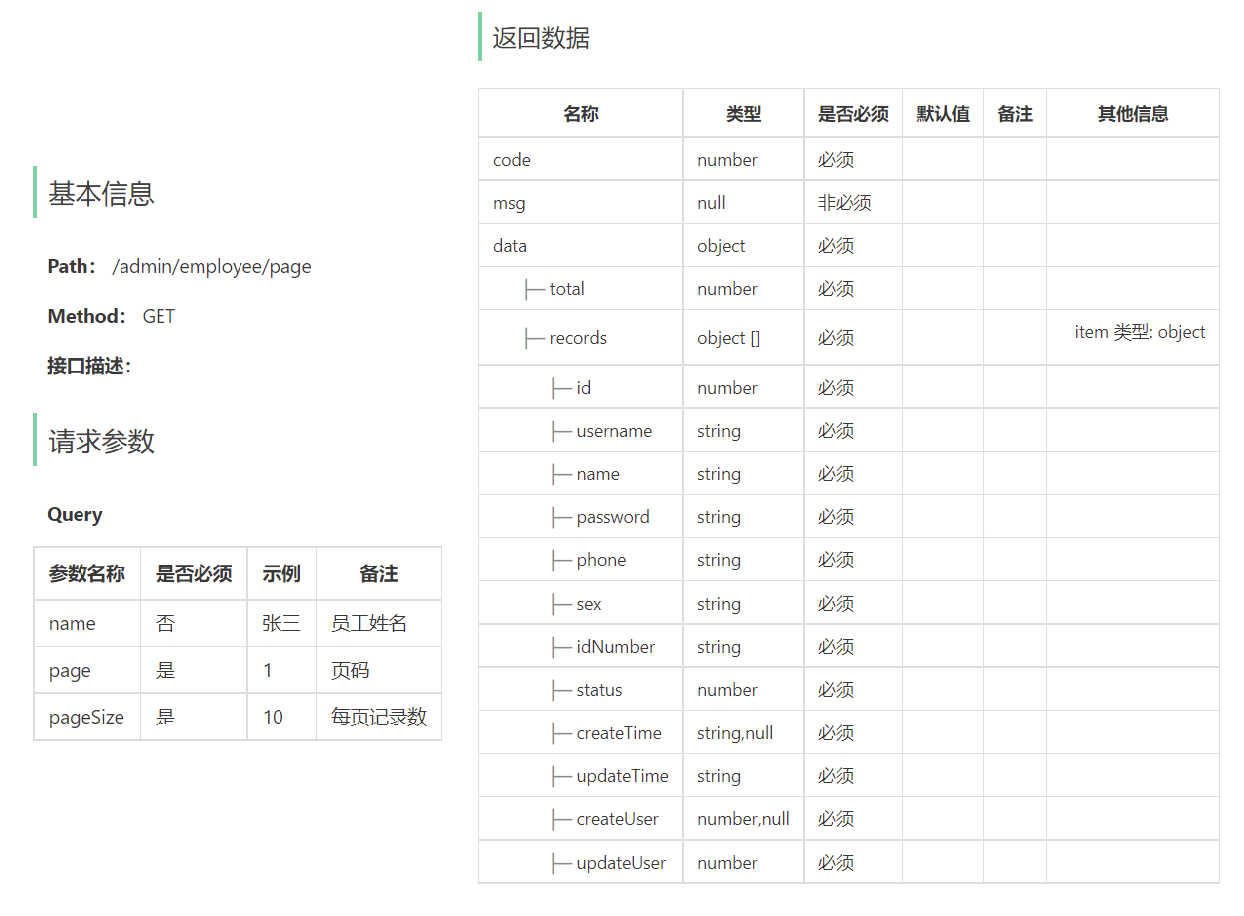 基本信息
Path： /admin/employee/page
Method： GET
接口描述：
请求参数
Query
参数名称 是否必须 示例 备注
name 否 张三 员工姓名
page 是 1 页码
pageSize 是 10 每页记录数
返回数据
名称 类型 是否必须 默认值 备注 其他信息
code number 必须
msg null 非必须
data object 必须
├─ total number 必须
├─ records object [] 必须 item 类型: object
├─ id number 必须
├─ username string 必须
├─ name string 必须
├─ password string 必须
├─ phone string 必须
├─ sex string 必须
├─ idNumber string 必须
├─ status number 必须
├─ createTime string,null 必须
├─ updateTime string 必须
├─ createUser number,null 必须
├─ updateUser number 必须